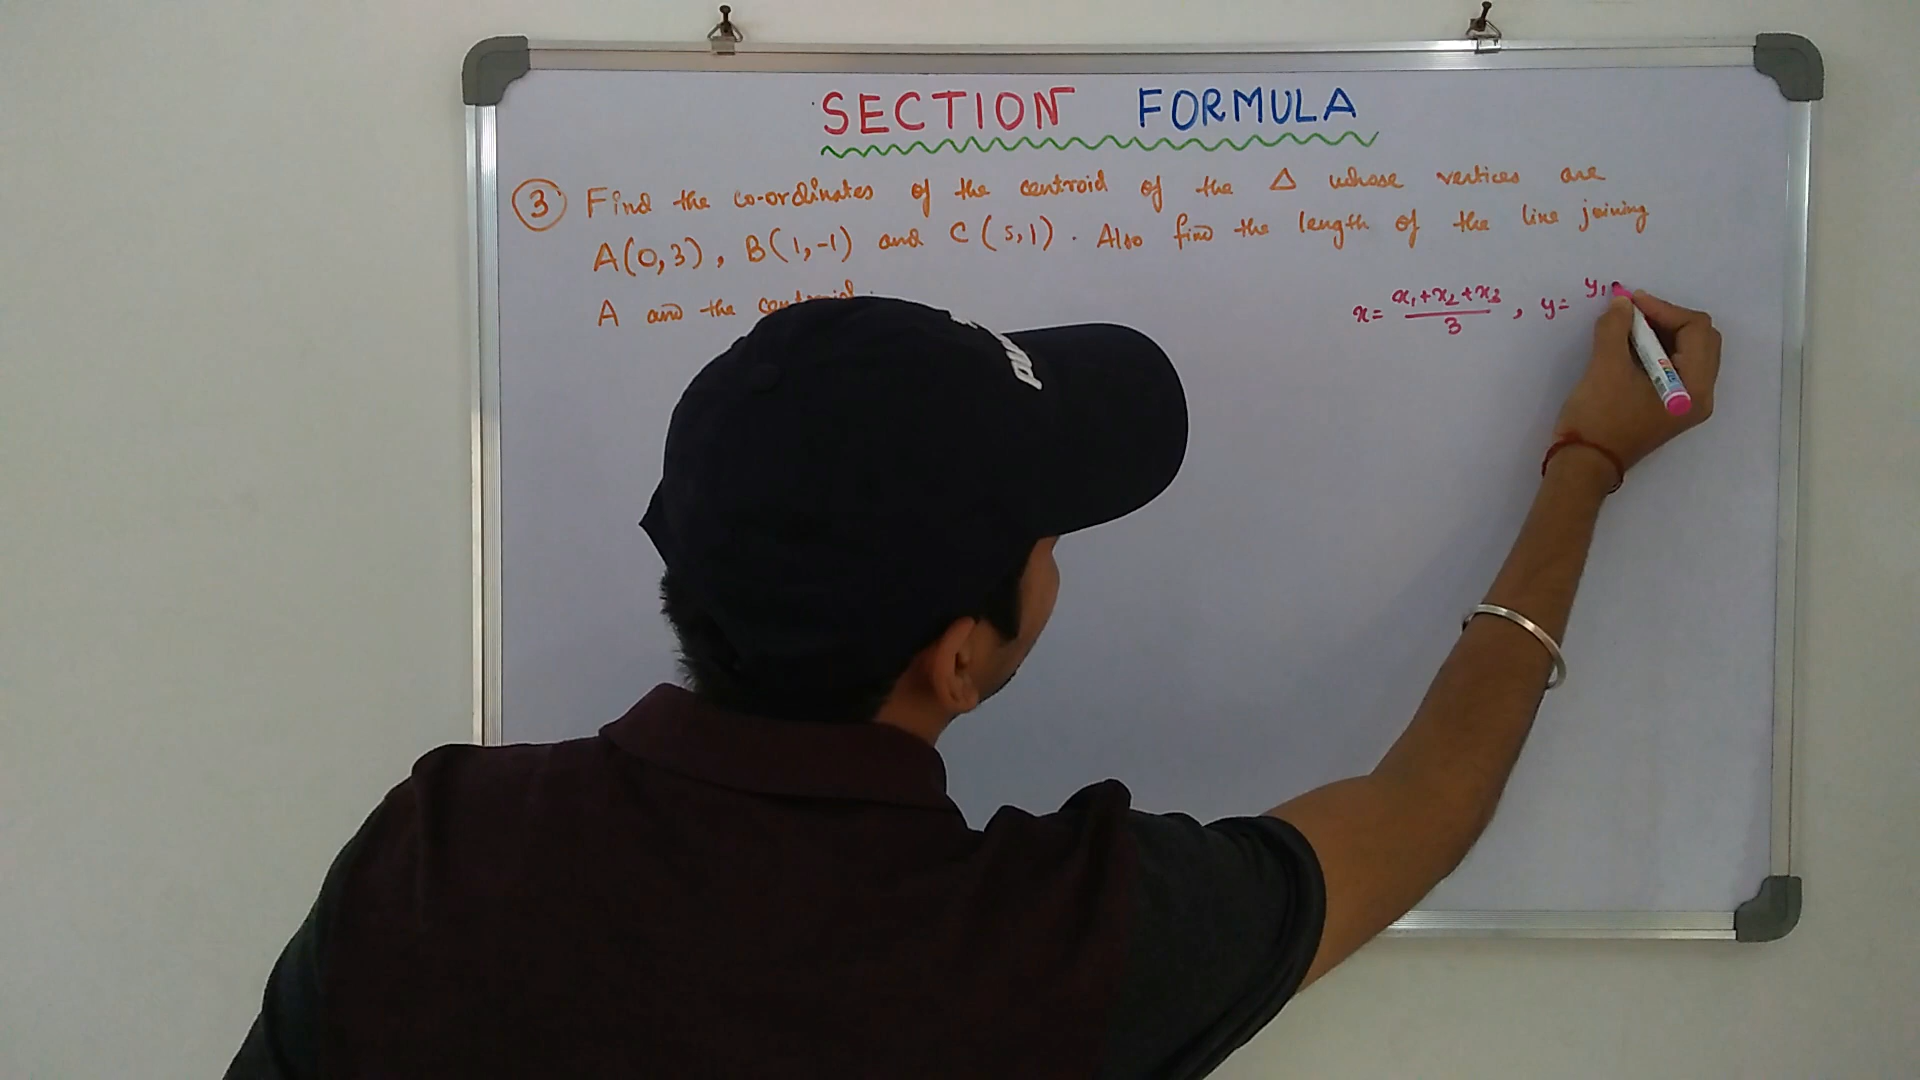 SECTION FORMULA
3 Find the co-ordinates of the centroid of the Δ whose vertices are
A(0,3), B(1,-1) and C(5,1). Also find the length of the line joining
A and the centroid
x= x₁+x₂+x₃ / 3 , y= y₁